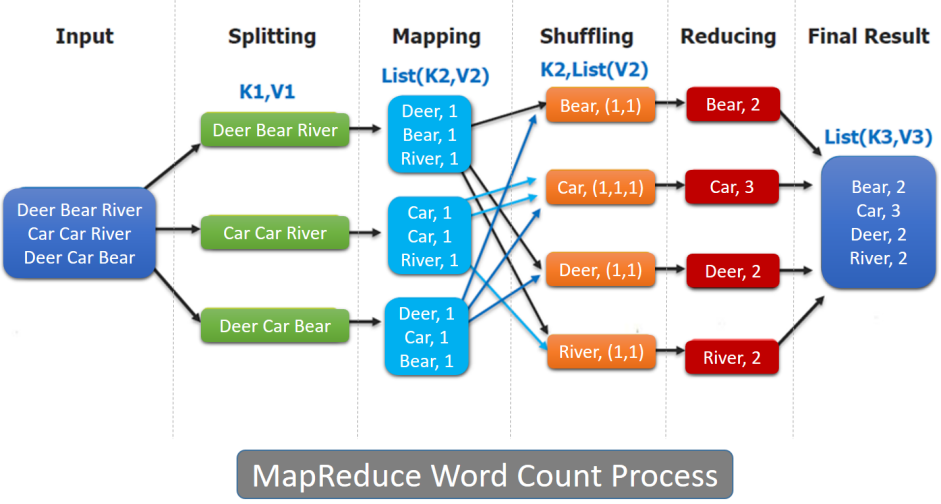 Input
Splitting
Mapping
Shuffling
Reducing
Final Result
K1,V1
List(K2,V2)
K2,List(V2)
List(K3,V3)
Deer Bear River
Car Car River
Deer Car Bear
Deer Bear River
Car Car River
Deer Car Bear
Deer, 1
Bear, 1
River, 1
Car, 1
Car, 1
River, 1
Deer, 1
Car, 1
Bear, 1
Bear, (1,1)
Car, (1,1,1)
Deer, (1,1)
River, (1,1)
Bear, 2
Car, 3
Deer, 2
River, 2
Bear, 2
Car, 3
Deer, 2
River, 2
MapReduce Word Count Process